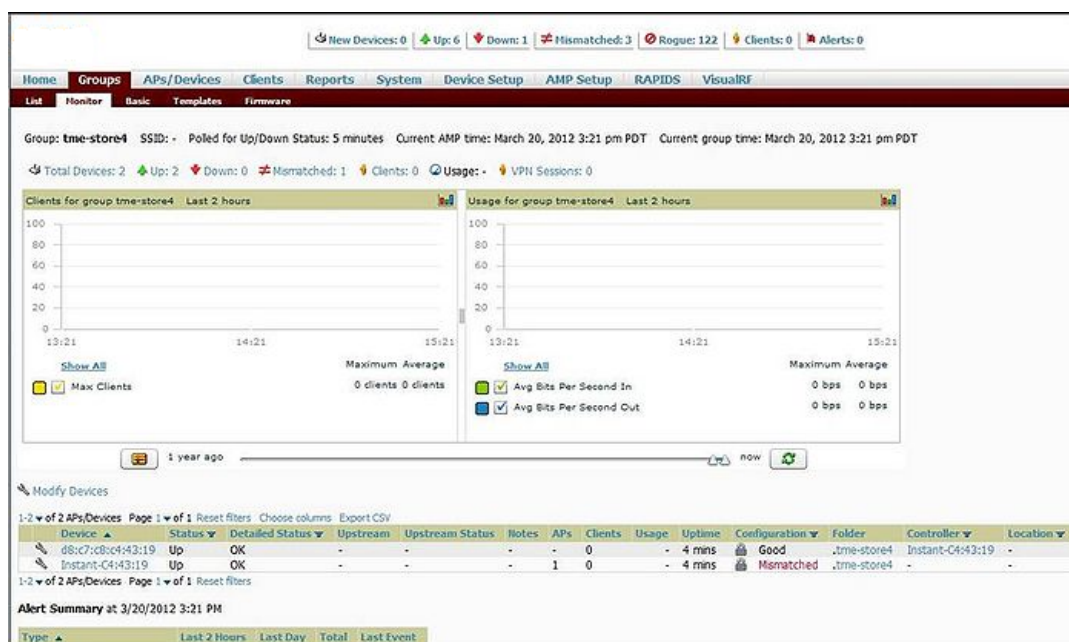 New Devices: 0 Up: 6 Down: 1 Mismatched: 3 Rogue: 122 Clients: 0 Alerts: 0
Home Groups APs/Devices Clients Reports System Device Setup AMP Setup RAPIDS VisualRF
List Monitor Basic Templates Firmware
Group: tme-store4 SSID: - Polled for Up/Down Status: 5 minutes Current AMP time: March 20, 2012 3:21 pm PDT Current group time: March 20, 2012 3:21 pm PDT
Total Devices: 2 Up: 2 Down: 0 Mismatched: 1 Clients: 0 Usage: - VPN Sessions: 0
Clients for group tme-store4 Last 2 hours
100
80
60
40
20
0
13:21 14:21 15:21
Show All Maximum Average
Max Clients 0 clients 0 clients
Usage for group tme-store4 Last 2 hours
100
80
60
40
20
0
13:21 14:21 15:21
Show All Maximum Average
Avg Bits Per Second In 0 bps 0 bps
Avg Bits Per Second Out 0 bps 0 bps
1 year ago now
Modify Devices
1-2 of 2 APs/Devices Page 1 of 1 Reset filters Choose columns Export CSV
Device Status Detailed Status Upstream Upstream Status Notes APs Clients Usage Uptime Configuration Folder Controller Location
d8:c7:c8:c4:43:19 Up OK - - - - 0 - 4 mins Good .tme-store4 Instant-C4:43:19 -
Instant-C4:43:19 Up OK - - - 1 0 - 4 mins Mismatched .tme-store4 - -
1-2 of 2 APs/Devices Page 1 of 1 Reset filters
Alert Summary at 3/20/2012 3:21 PM
Type Last 2 Hours Last Day Total Last Event